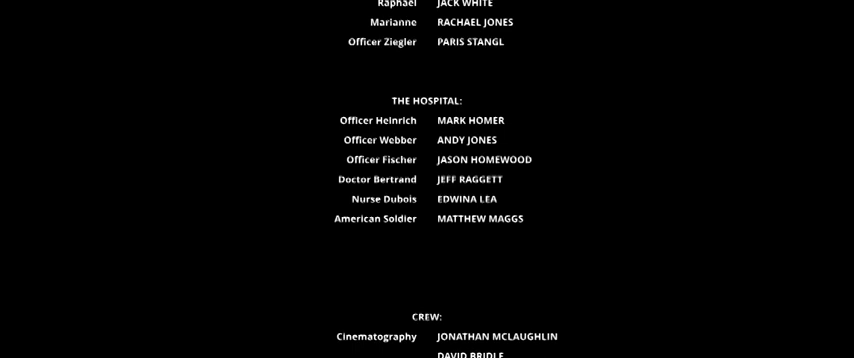 Raphael JACK WHITE
Marianne RACHAEL JONES
Officer Ziegler PARIS STANGL
THE HOSPITAL:
Officer Heinrich MARK HOMER
Officer Webber ANDY JONES
Officer Fischer JASON HOMEWOOD
Doctor Bertrand JEFF RAGGETT
Nurse Dubois EDWINA LEA
American Soldier MATTHEW MAGGS
CREW:
Cinematography JONATHAN MCLAUGHLIN
DAVID BRIDLE